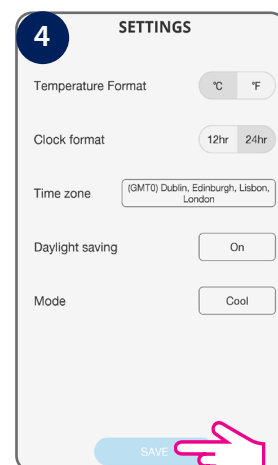 4
SETTINGS
Temperature Format
°C °F
Clock format
12hr 24hr
Time zone
(GMT0) Dublin, Edinburgh, Lisbon,
London
Daylight saving
On
Mode
Cool
SAVE